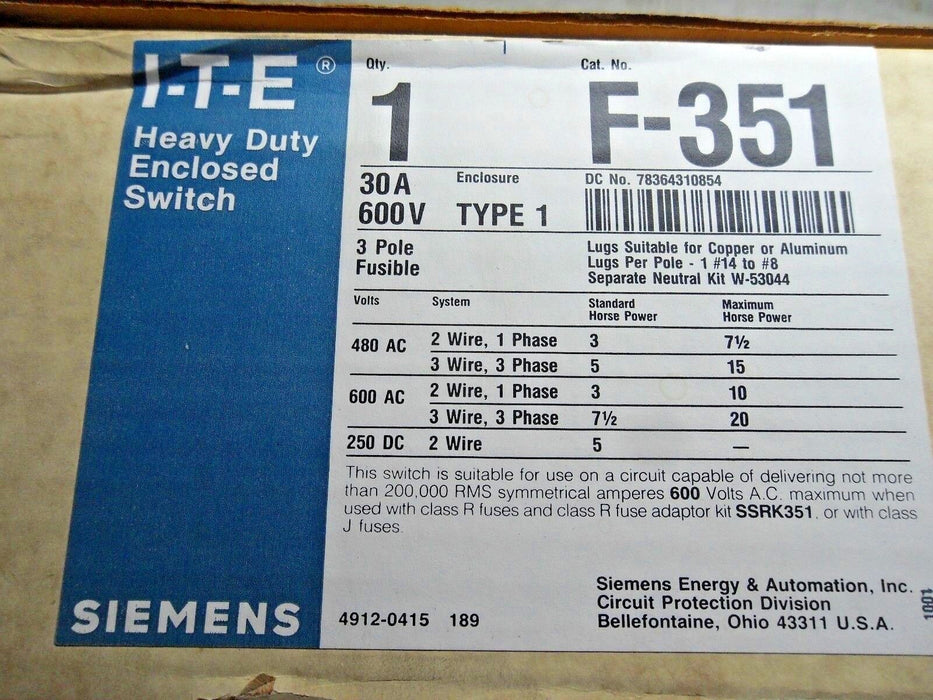 I-T-E ®
Heavy Duty
Enclosed
Switch
SIEMENS
Qty.
1
Cat. No.
F-351
30A
600V
Enclosure
TYPE 1
DC No. 78364310854
3 Pole
Fusible
Lugs Suitable for Copper or Aluminum
Lugs Per Pole - 1 #14 to #8
Separate Neutral Kit W-53044
Volts System Standard Horse Power Maximum Horse Power
480 AC 2 Wire, 1 Phase 3 7½
3 Wire, 3 Phase 5 15
600 AC 2 Wire, 1 Phase 3 10
3 Wire, 3 Phase 7½ 20
250 DC 2 Wire 5 —
This switch is suitable for use on a circuit capable of delivering not more
than 200,000 RMS symmetrical amperes 600 Volts A.C. maximum when
used with class R fuses and class R fuse adaptor kit SSRK351, or with class
J fuses.
4912-0415 189
Siemens Energy & Automation, Inc.
Circuit Protection Division
Bellefontaine, Ohio 43311 U.S.A.
1001